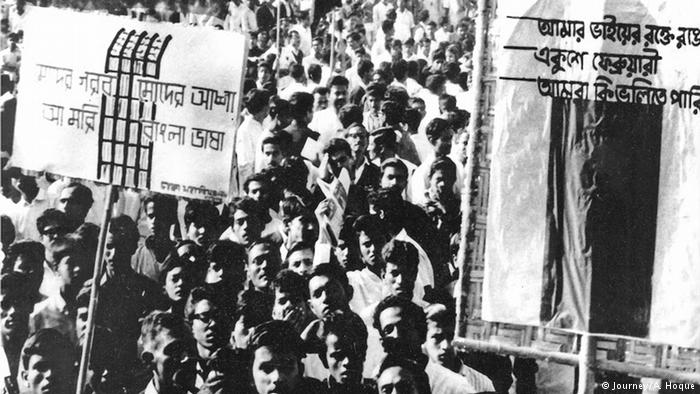 মোদের গরব মোদের আশা
আ মরি বাংলা ভাষা
আমার ভাইয়ের রক্তে
একুশে ফেব্রুয়ারী
আমরা কি ভুলিতে পারি
© Journey/A. Hoque